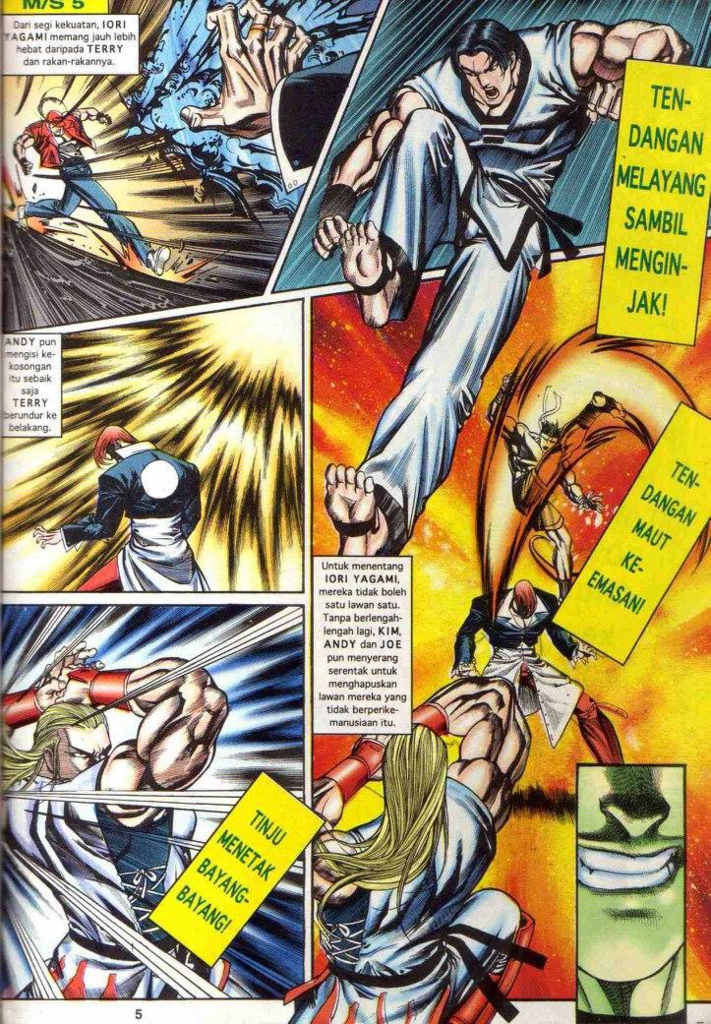 M/S 5
Dari segi kekuatan, IORI
YAGAMI memang jauh lebih
hebat daripada TERRY
dan rakan-rakannya.
TEN-
DANGAN
MELAYANG
SAMBIL
MENGIN-
JAK!
ANDY pun
mengisi ke-
kosongan
itu sebaik
saja
TERRY
berundur ke
belakang.
TEN-
DANGAN
MAUT
KE-
EMASAN!
Untuk menentang
IORI YAGAMI,
mereka tidak boleh
satu lawan satu.
Tanpa berlengah-
lengah lagi, KIM,
ANDY dan JOE
pun menyerang
serentak untuk
menghapuskan
lawan mereka yang
tidak berperike-
manusiaan itu.
TINJU
MENETAK
BAYANG-
BAYANG!
5